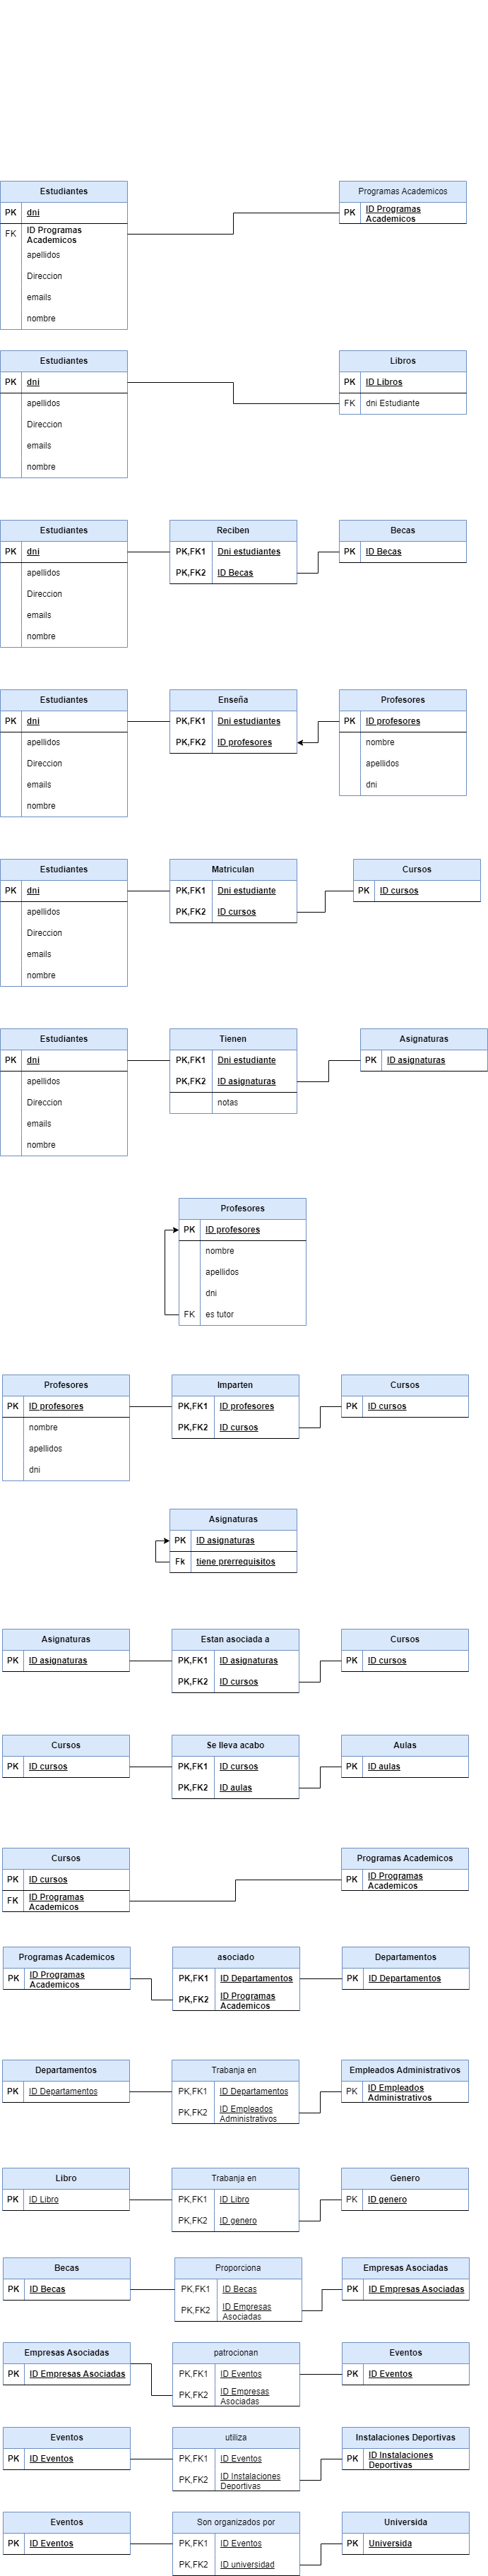 Estudiantes
Programas Academicos
PK dni
PK ID Programas
Academicos
FK ID Programas
Academicos
apellidos
Direccion
emails
nombre
Estudiantes
Libros
PK dni
PK ID Libros
apellidos
FK dni Estudiante
Direccion
emails
nombre
Estudiantes
Reciben
Becas
PK dni
PK,FK1 Dni estudiantes
PK ID Becas
apellidos
PK,FK2 ID Becas
Direccion
emails
nombre
Estudiantes
Enseña
Profesores
PK dni
PK,FK1 Dni estudiantes
PK ID profesores
apellidos
PK,FK2 ID profesores
nombre
Direccion
apellidos
emails
dni
nombre
Estudiantes
Matriculan
Cursos
PK dni
PK,FK1 Dni estudiante
PK ID cursos
apellidos
PK,FK2 ID cursos
Direccion
emails
nombre
Estudiantes
Tienen
Asignaturas
PK dni
PK,FK1 Dni estudiante
PK ID asignaturas
apellidos
PK,FK2 ID asignaturas
Direccion
notas
emails
nombre
Profesores
PK ID profesores
nombre
apellidos
dni
FK es tutor
Profesores
Imparten
Cursos
PK ID profesores
PK,FK1 ID profesores
PK ID cursos
nombre
PK,FK2 ID cursos
apellidos
dni
Asignaturas
PK ID asignaturas
Fk tiene prerrequisitos
Asignaturas
Estan asociada a
Cursos
PK ID asignaturas
PK,FK1 ID asignaturas
PK ID cursos
PK,FK2 ID cursos
Cursos
Se lleva acabo
Aulas
PK ID cursos
PK,FK1 ID cursos
PK ID aulas
PK,FK2 ID aulas
Cursos
Programas Academicos
PK ID cursos
PK ID Programas
Academicos
FK ID Programas
Academicos
Programas Academicos
asociado
Departamentos
PK ID Programas
Academicos
PK,FK1 ID Departamentos
PK ID Departamentos
PK,FK2 ID Programas
Academicos
Departamentos
Trabanja en
Empleados Administrativos
PK ID Departamentos
PK,FK1 ID Departamentos
PK ID Empleados
Administrativos
PK,FK2 ID Empleados
Administrativos
Libro
Trabanja en
Genero
PK ID Libro
PK,FK1 ID Libro
PK ID genero
PK,FK2 ID genero
Becas
Proporciona
Empresas Asociadas
PK ID Becas
PK,FK1 ID Becas
PK ID Empresas Asociadas
PK,FK2 ID Empresas
Asociadas
Empresas Asociadas
patrocionan
Eventos
PK ID Empresas Asociadas
PK,FK1 ID Eventos
PK ID Eventos
PK,FK2 ID Empresas
Asociadas
Eventos
utiliza
Instalaciones Deportivas
PK ID Eventos
PK,FK1 ID Eventos
PK ID Instalaciones
Deportivas
PK,FK2 ID Instalaciones
Deportivas
Eventos
Son organizados por
Universida
PK ID Eventos
PK,FK1 ID Eventos
PK Universida
PK,FK2 ID universidad